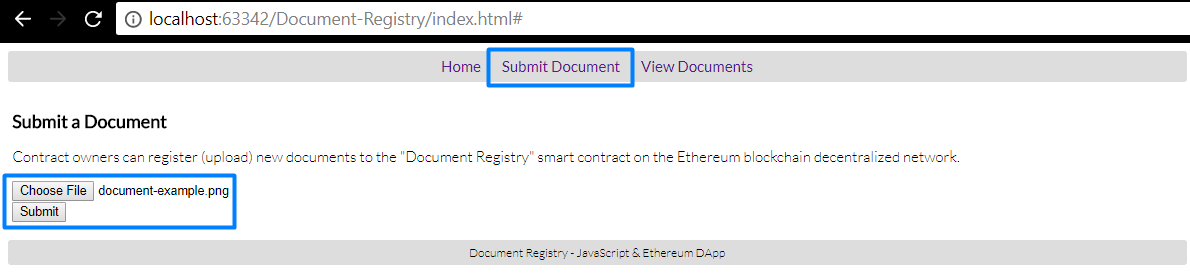 localhost:63342/Document-Registry/index.html#
Home Submit Document View Documents
Submit a Document
Contract owners can register (upload) new documents to the "Document Registry" smart contract on the Ethereum blockchain decentralized network.
Choose File document-example.png
Submit
Document Registry - JavaScript & Ethereum DApp